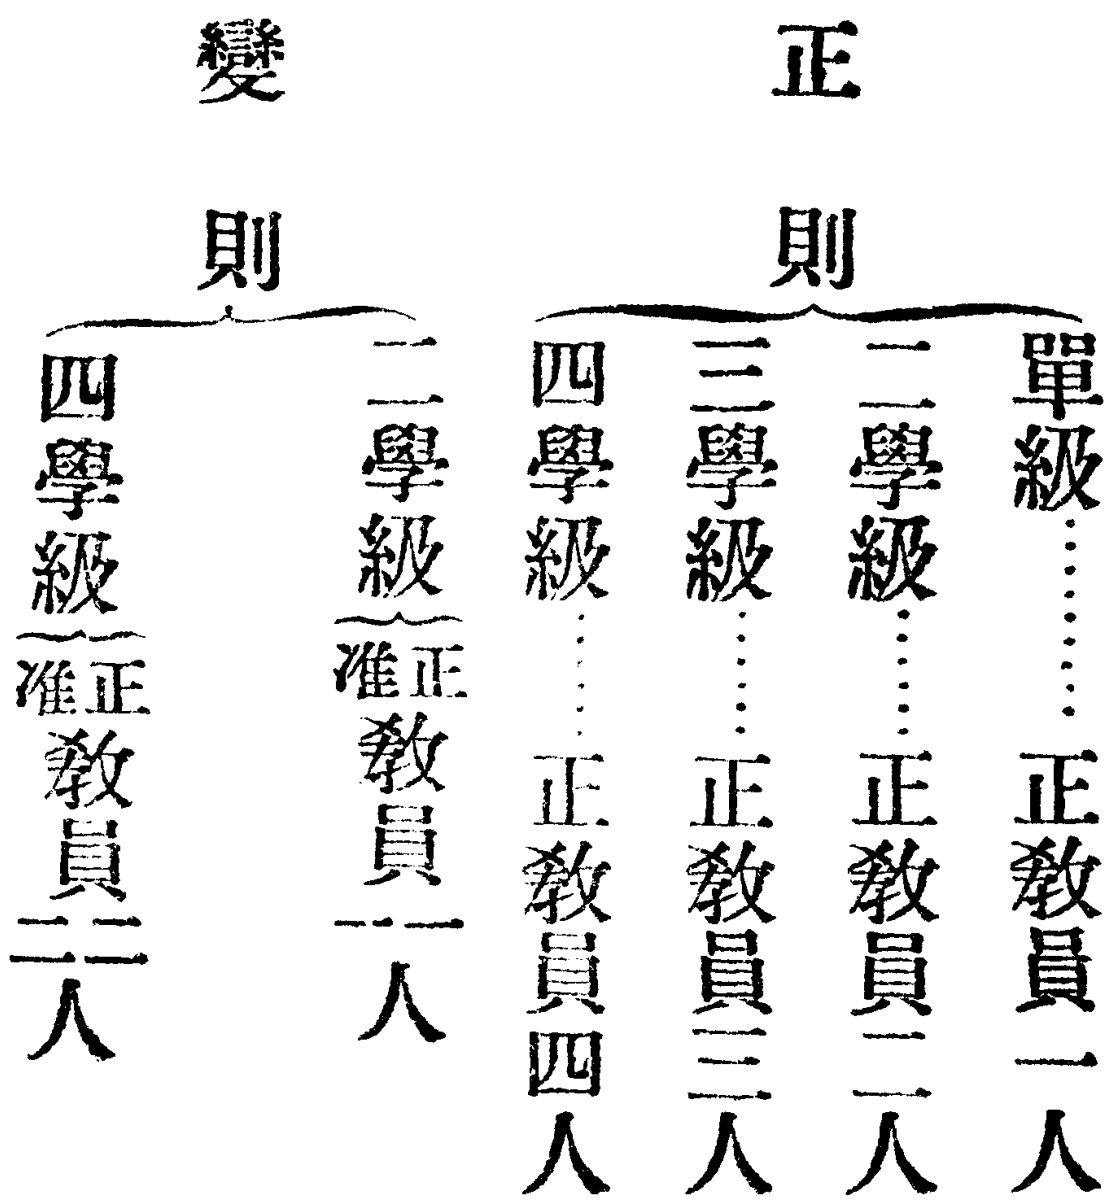 正則
單級……正教員一人
二學級……正教員二人
三學級……正教員三人
四學級……正教員四人
變則
二學級 正准教員一一人
四學級 正准教員二二人